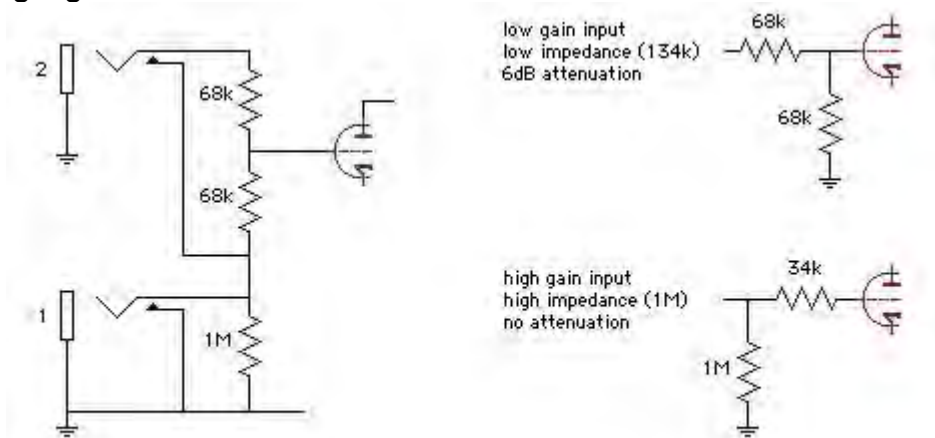 2
68k
68k
1
1M
low gain input
low impedance (134k)
6dB attenuation
68k
68k
high gain input
high impedance (1M)
no attenuation
34k
1M